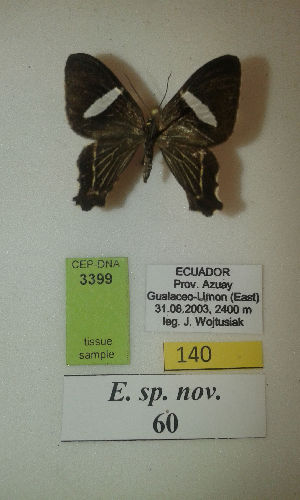 CEP-DNA
3399
tissue
sample
ECUADOR
Prov. Azuay
Gualaceo-Limon (East)
31.08.2003, 2400 m
leg. J. Wojtusiak
140
E. sp. nov.
60